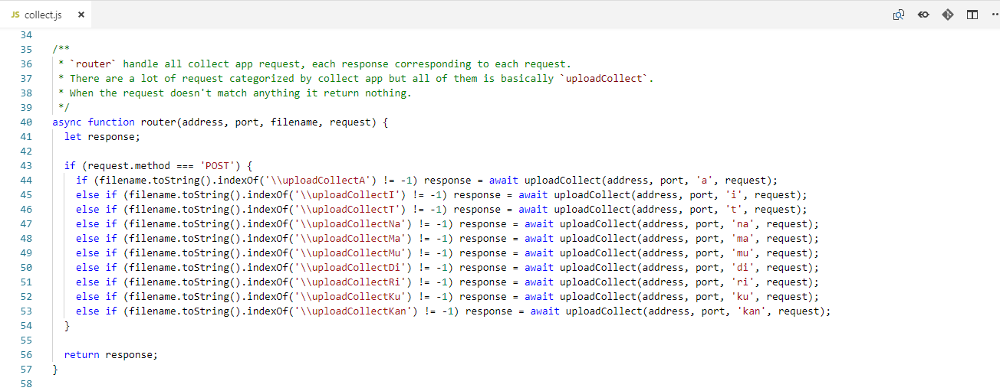 JS collect.js ×
34
35 /**
36  * `router` handle all collect app request, each response corresponding to each request.
37  * There are a lot of request categorized by collect app but all of them is basically `uploadCollect`.
38  * When the request doesn't match anything it return nothing.
39  */
40 async function router(address, port, filename, request) {
41   let response;
42
43   if (request.method === 'POST') {
44     if (filename.toString().indexOf('\\uploadCollectA') != -1) response = await uploadCollect(address, port, 'a', request);
45     else if (filename.toString().indexOf('\\uploadCollectI') != -1) response = await uploadCollect(address, port, 'i', request);
46     else if (filename.toString().indexOf('\\uploadCollectT') != -1) response = await uploadCollect(address, port, 't', request);
47     else if (filename.toString().indexOf('\\uploadCollectNa') != -1) response = await uploadCollect(address, port, 'na', request);
48     else if (filename.toString().indexOf('\\uploadCollectMa') != -1) response = await uploadCollect(address, port, 'ma', request);
49     else if (filename.toString().indexOf('\\uploadCollectMu') != -1) response = await uploadCollect(address, port, 'mu', request);
50     else if (filename.toString().indexOf('\\uploadCollectDi') != -1) response = await uploadCollect(address, port, 'di', request);
51     else if (filename.toString().indexOf('\\uploadCollectRi') != -1) response = await uploadCollect(address, port, 'ri', request);
52     else if (filename.toString().indexOf('\\uploadCollectKu') != -1) response = await uploadCollect(address, port, 'ku', request);
53     else if (filename.toString().indexOf('\\uploadCollectKan') != -1) response = await uploadCollect(address, port, 'kan', request);
54   }
55
56   return response;
57 }
58